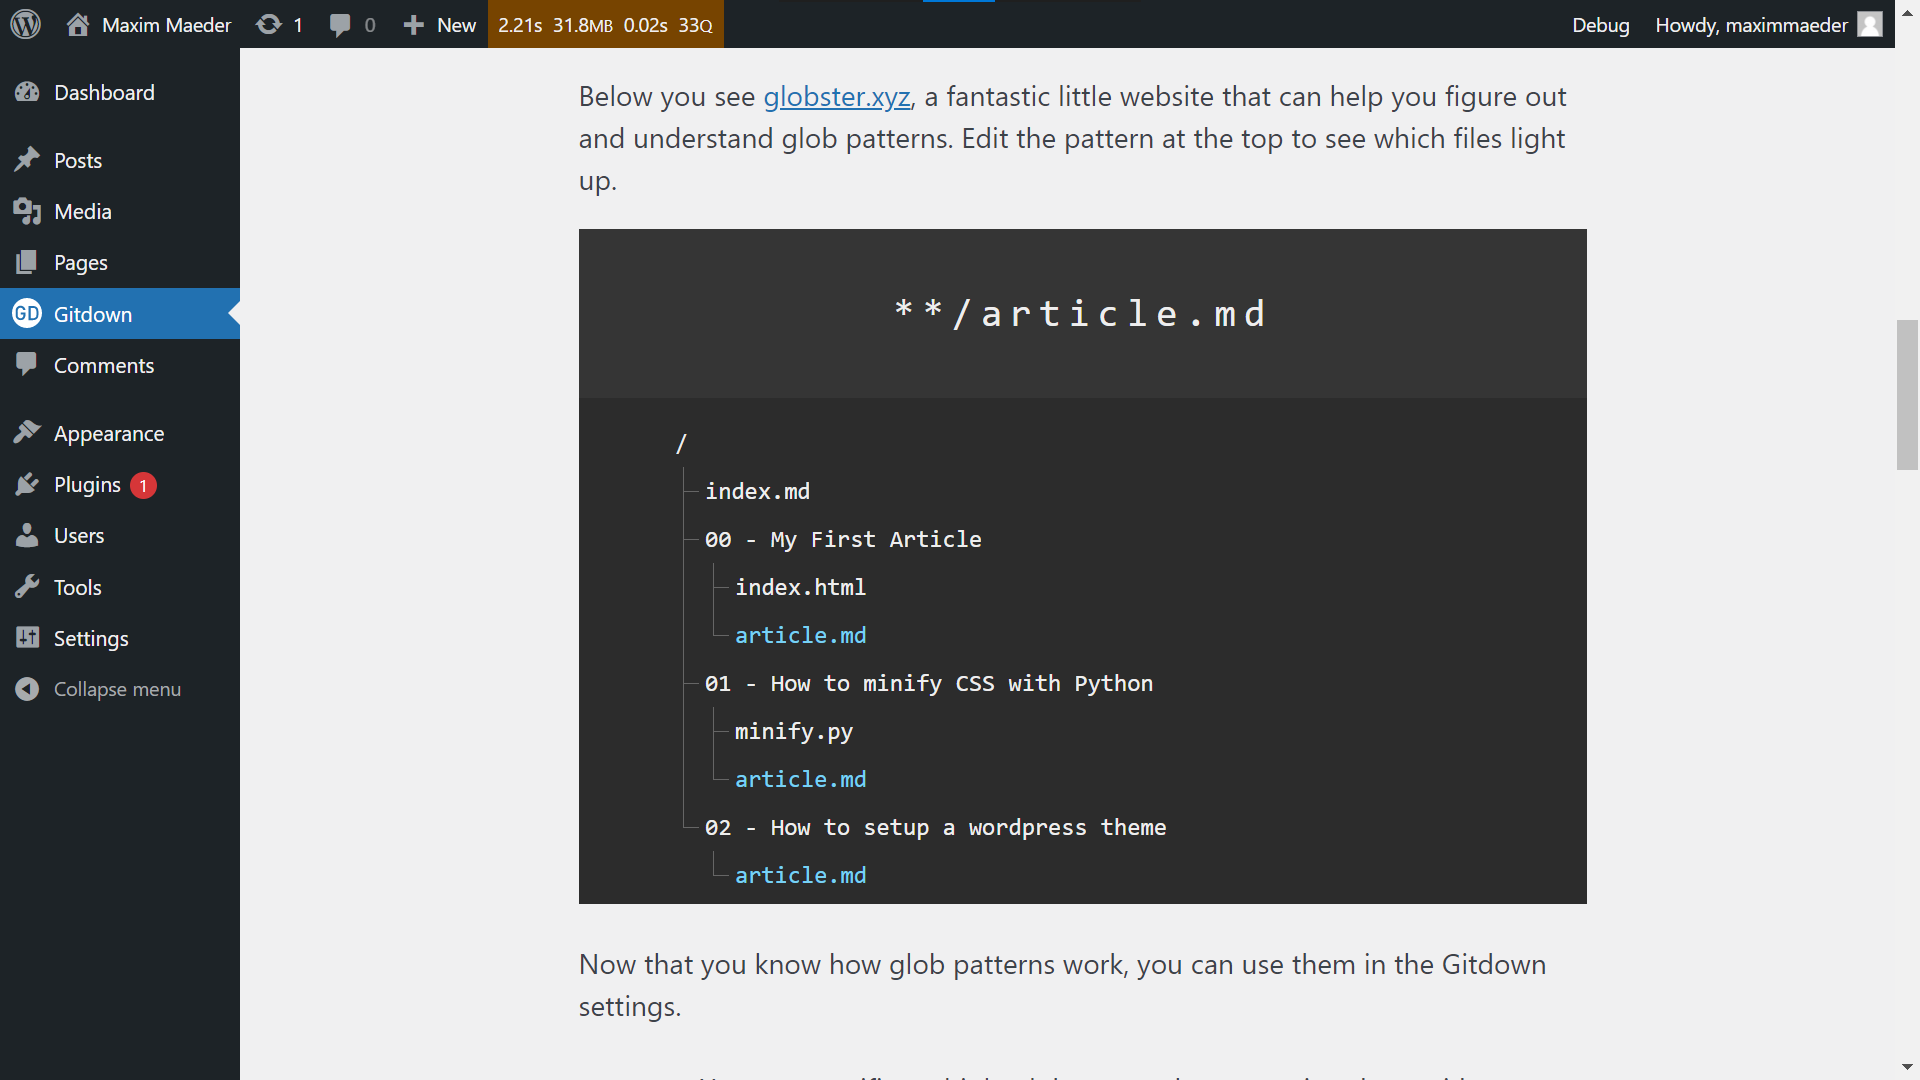 Maxim Maeder 1 0 New 2.21s 31.8MB 0.02s 33Q Debug Howdy, maximmaeder
Dashboard
Posts
Media
Pages
GD Gitdown
Comments
Appearance
Plugins 1
Users
Tools
Settings
Collapse menu
Below you see globster.xyz, a fantastic little website that can help you figure out
and understand glob patterns. Edit the pattern at the top to see which files light
up.
**/article.md
/
index.md
00 - My First Article
index.html
article.md
01 - How to minify CSS with Python
minify.py
article.md
02 - How to setup a wordpress theme
article.md
Now that you know how glob patterns work, you can use them in the Gitdown
settings.